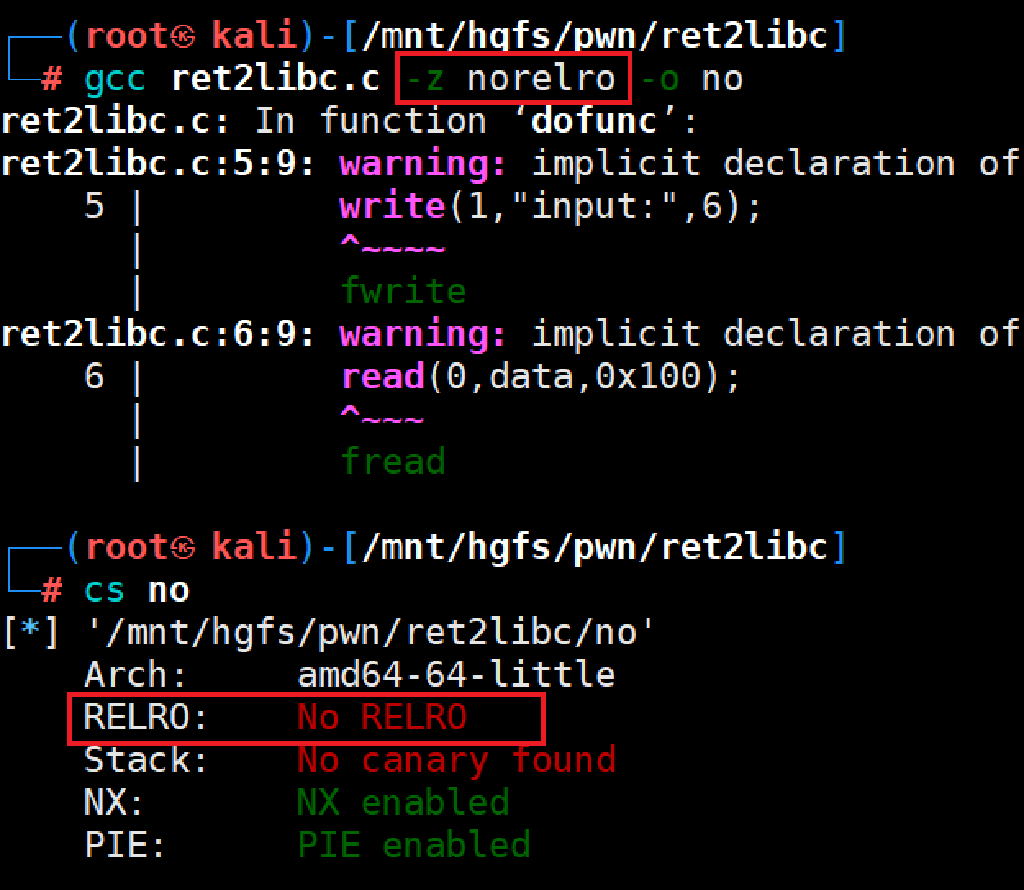 ┌──(root㉿ kali)-[/mnt/hgfs/pwn/ret2libc]
└─# gcc ret2libc.c -z norelro -o no
ret2libc.c: In function ‘dofunc’:
ret2libc.c:5:9: warning: implicit declaration of
5 | write(1,"input:",6);
| ^~~~~
| fwrite
ret2libc.c:6:9: warning: implicit declaration of
6 | read(0,data,0x100);
| ^~~~
| fread
┌──(root㉿ kali)-[/mnt/hgfs/pwn/ret2libc]
└─# cs no
[*] '/mnt/hgfs/pwn/ret2libc/no'
Arch: amd64-64-little
RELRO: No RELRO
Stack: No canary found
NX: NX enabled
PIE: PIE enabled